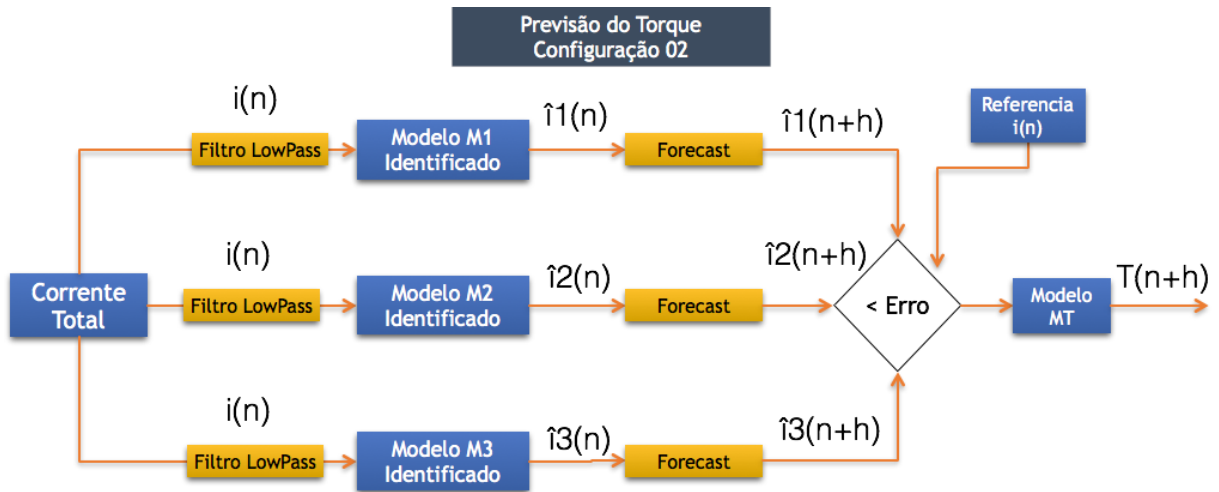 Previsão do Torque
Configuração 02
i(n)
Filtro LowPass
Modelo M1
Identificado
î1(n)
Forecast
î1(n+h)
Referencia
i(n)
Corrente
Total
i(n)
Filtro LowPass
Modelo M2
Identificado
î2(n)
Forecast
î2(n+h)
< Erro
Modelo
MT
T(n+h)
i(n)
Filtro LowPass
Modelo M3
Identificado
î3(n)
Forecast
î3(n+h)